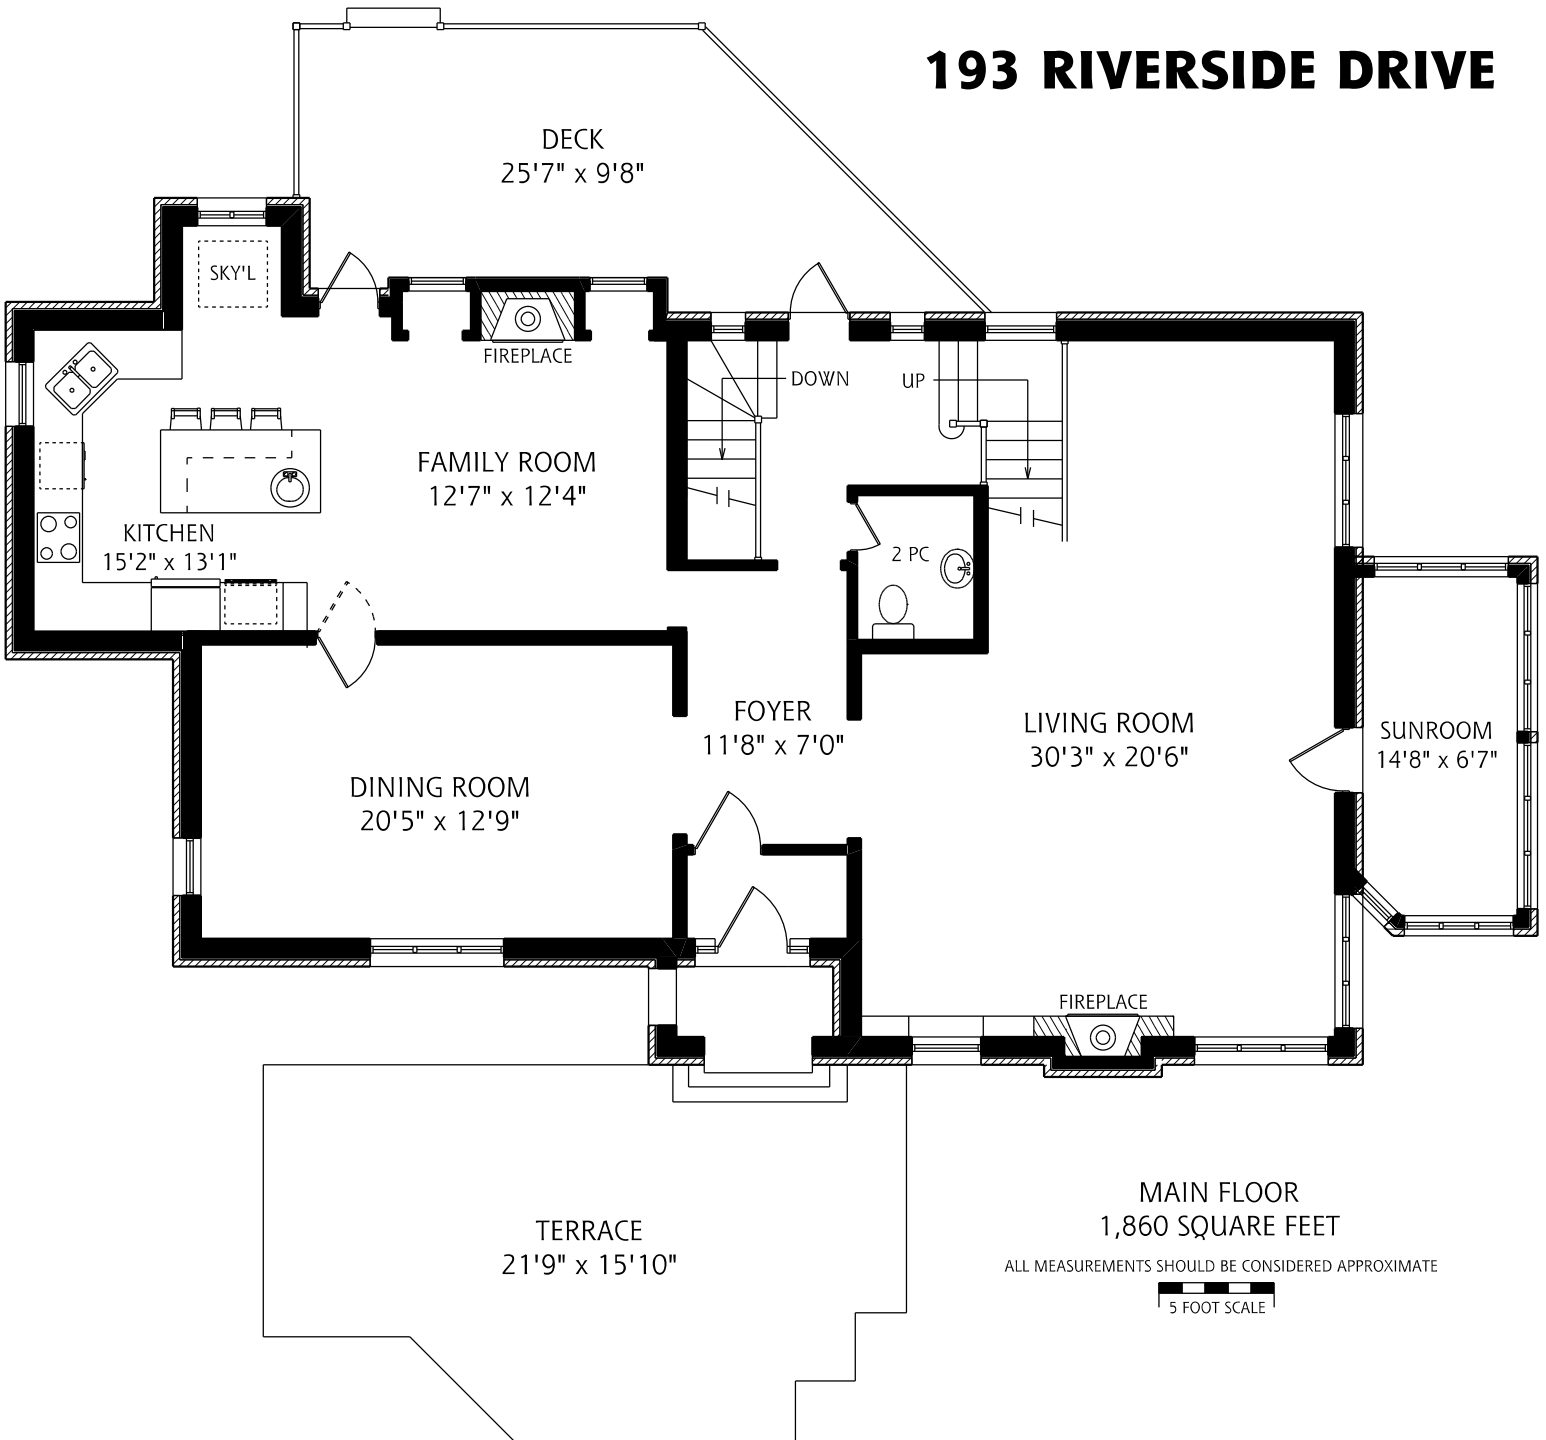 193 RIVERSIDE DRIVE
DECK
25'7" x 9'8"
SKY'L
FIREPLACE
DOWN
UP
FAMILY ROOM
12'7" x 12'4"
KITCHEN
15'2" x 13'1"
2 PC
FOYER
11'8" x 7'0"
LIVING ROOM
30'3" x 20'6"
SUNROOM
14'8" x 6'7"
DINING ROOM
20'5" x 12'9"
FIREPLACE
TERRACE
21'9" x 15'10"
MAIN FLOOR
1,860 SQUARE FEET
ALL MEASUREMENTS SHOULD BE CONSIDERED APPROXIMATE
5 FOOT SCALE